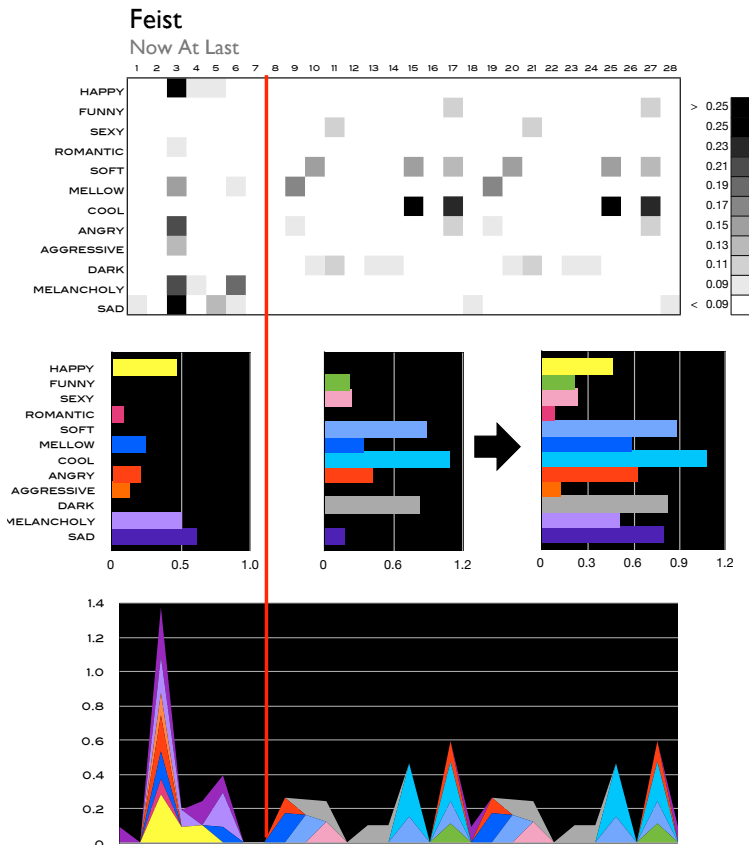 Feist
Now At Last
1 2 3 4 5 6 7 8 9 10 11 12 13 14 15 16 17 18 19 20 21 22 23 24 25 26 27 28
HAPPY
FUNNY
SEXY
ROMANTIC
SOFT
MELLOW
COOL
ANGRY
AGGRESSIVE
DARK
MELANCHOLY
SAD
> 0.25
0.25
0.23
0.21
0.19
0.17
0.15
0.13
0.11
0.09
< 0.09
HAPPY
FUNNY
SEXY
ROMANTIC
SOFT
MELLOW
COOL
ANGRY
AGGRESSIVE
DARK
MELANCHOLY
SAD
0 0.5 1.0
0 0.6 1.2
0 0.3 0.6 0.9 1.2
1.4
1.2
1.0
0.8
0.6
0.4
0.2
0